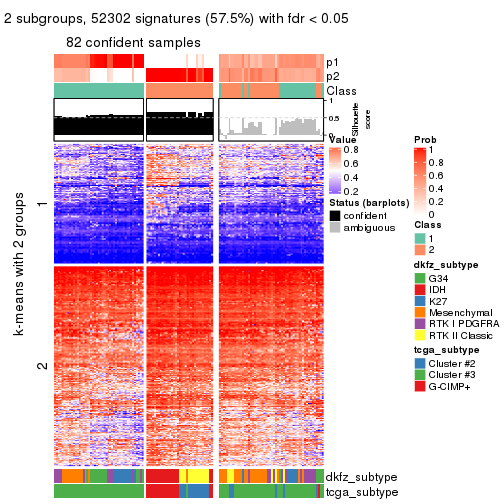 2 subgroups, 52302 signatures (57.5%) with fdr < 0.05
82 confident samples
p1
p2
Class
1
0.5
0
Silhouette
score
k-means with 2 groups
1
2
dkfz_subtype
tcga_subtype
Value
0.8
0.6
0.4
0.2
Status (barplots)
confident
ambiguous
Prob
1
0.8
0.6
0.4
0.2
0
Class
1
2
dkfz_subtype
G34
IDH
K27
Mesenchymal
RTK I PDGFRA
RTK II Classic
tcga_subtype
Cluster #2
Cluster #3
G-CIMP+